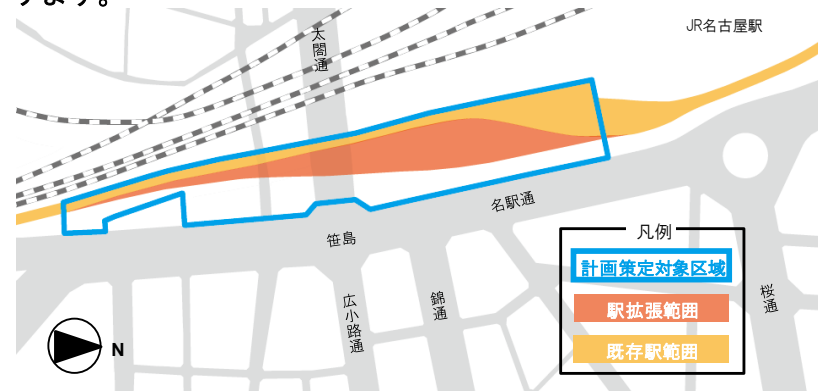 ります。
JR名古屋駅
太閤通
名駅通
笹島
広小路通
錦通
桜通
凡例
計画策定対象区域
駅拡張範囲
既存駅範囲
N